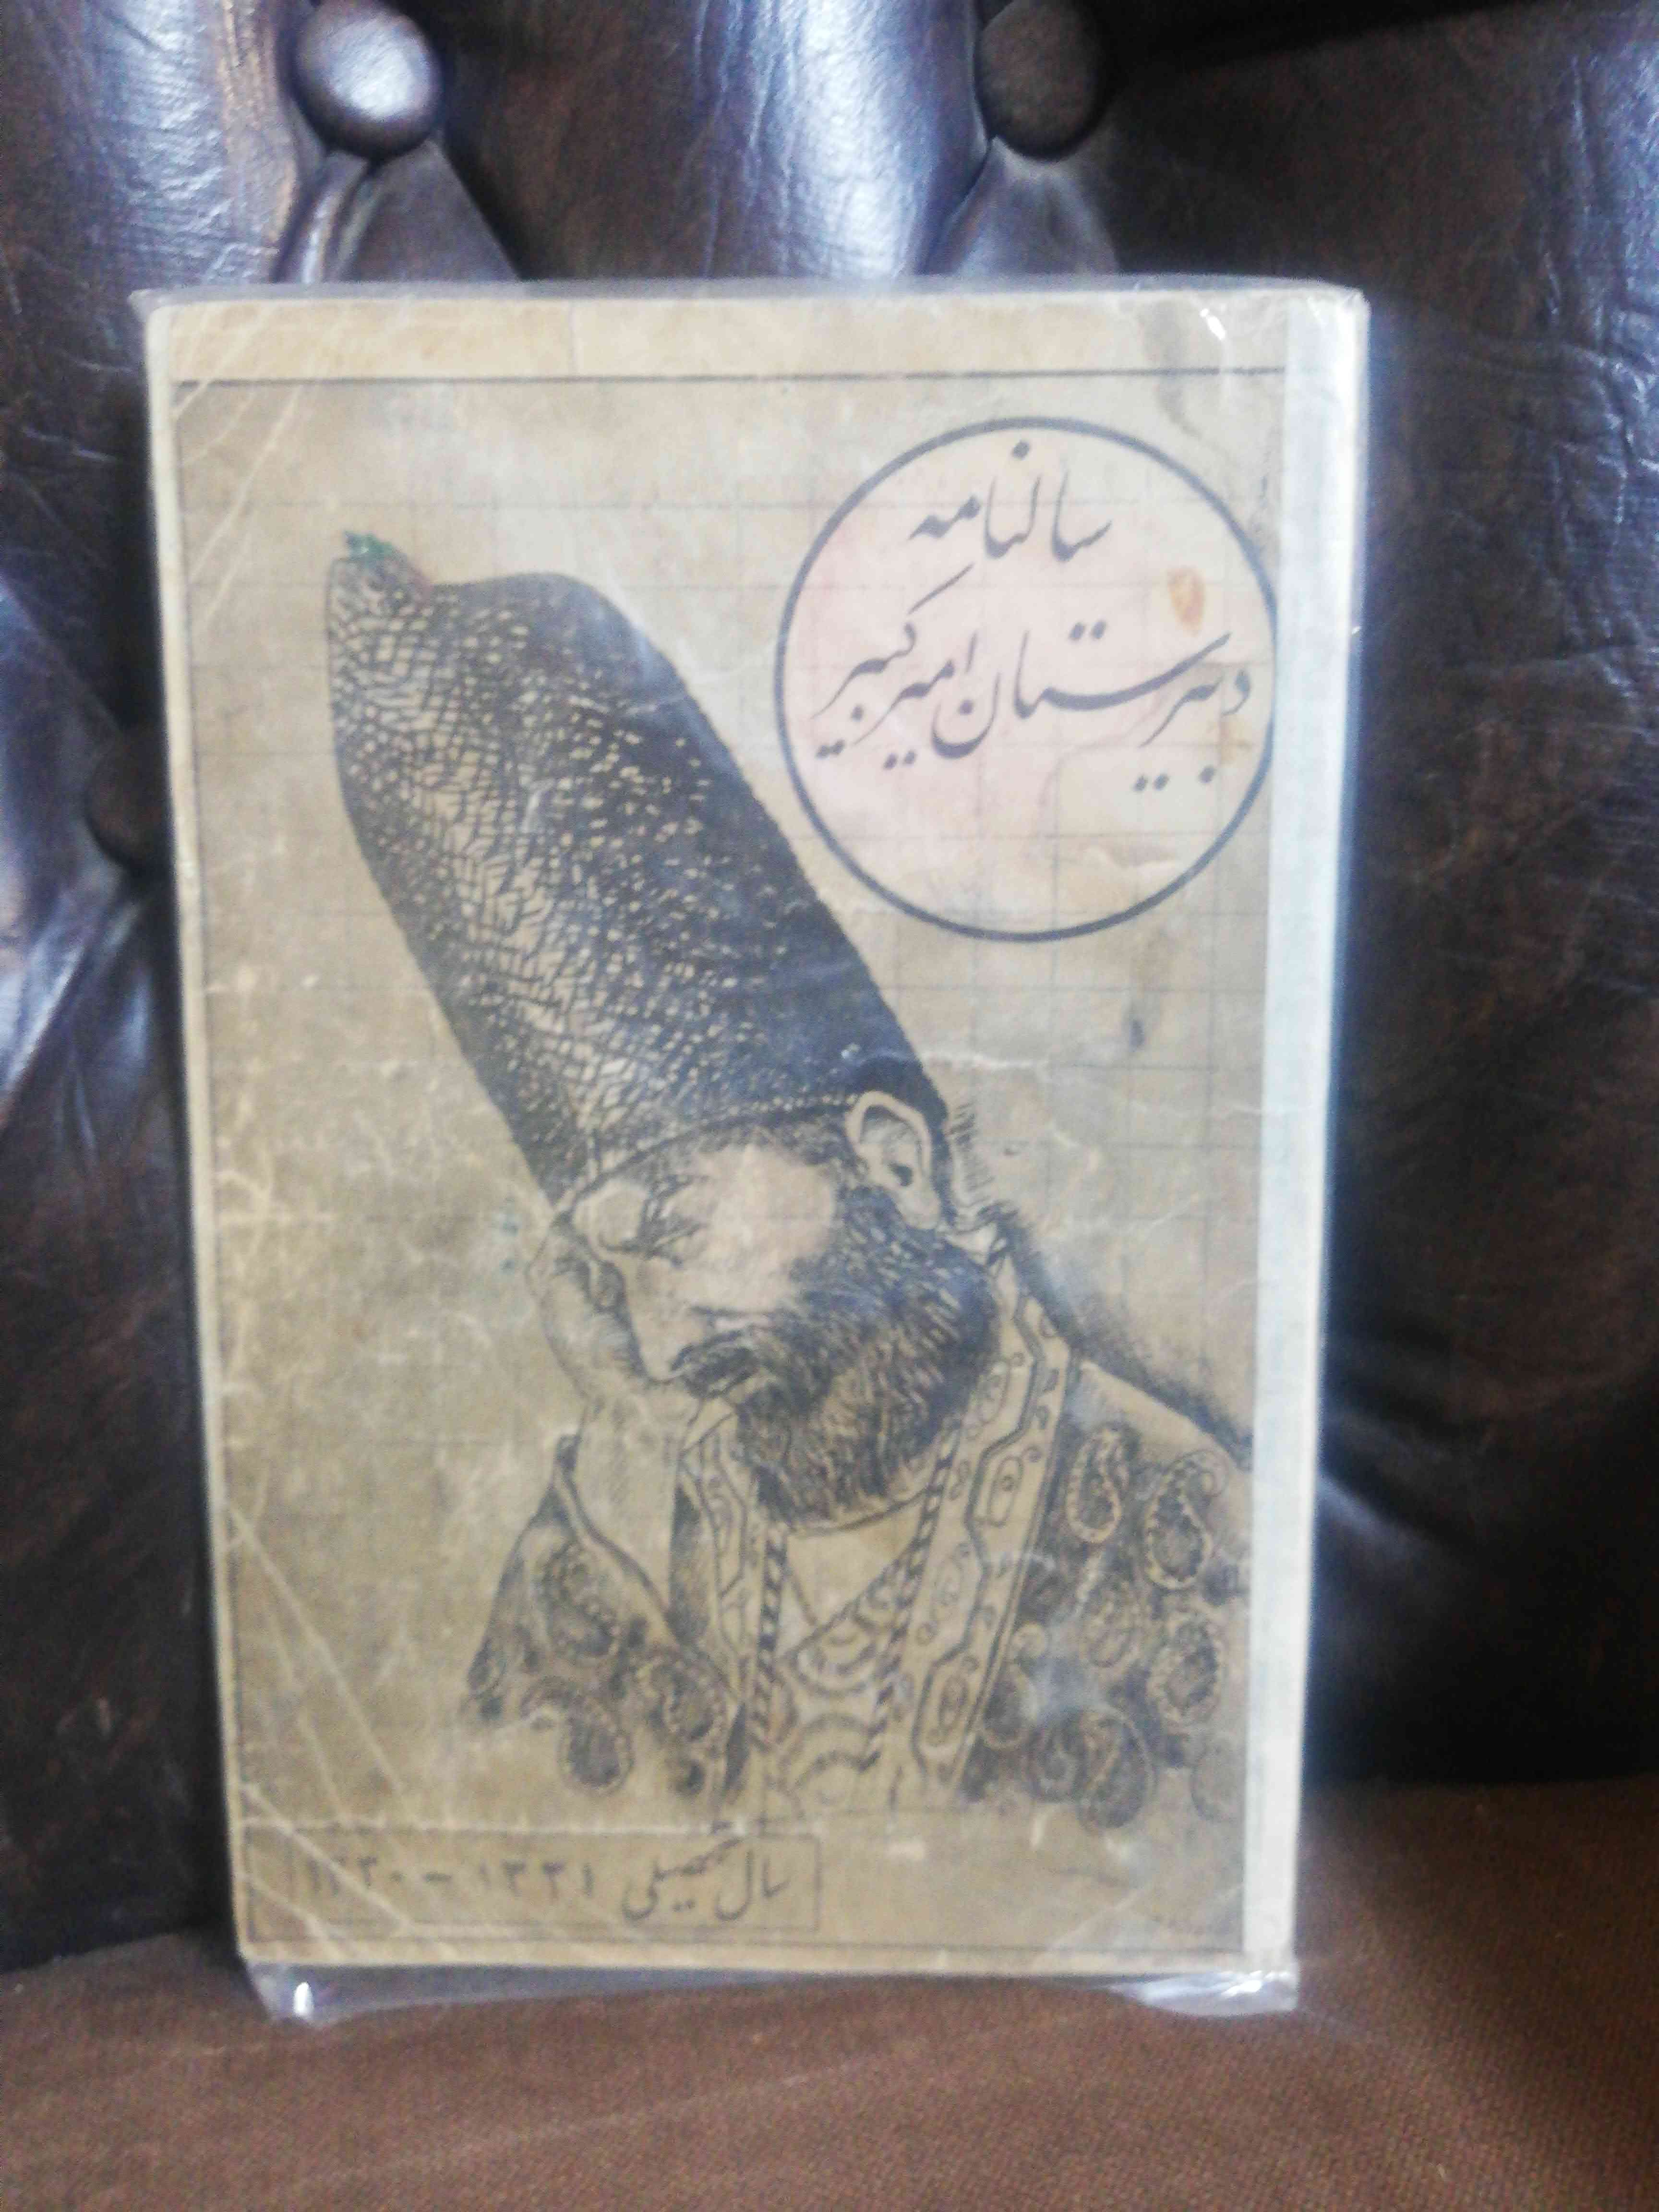 سالنامه
دبیرستان امیرکبیر
سال تحصیلی ۱۳۳۱ - ۱۳۳۰